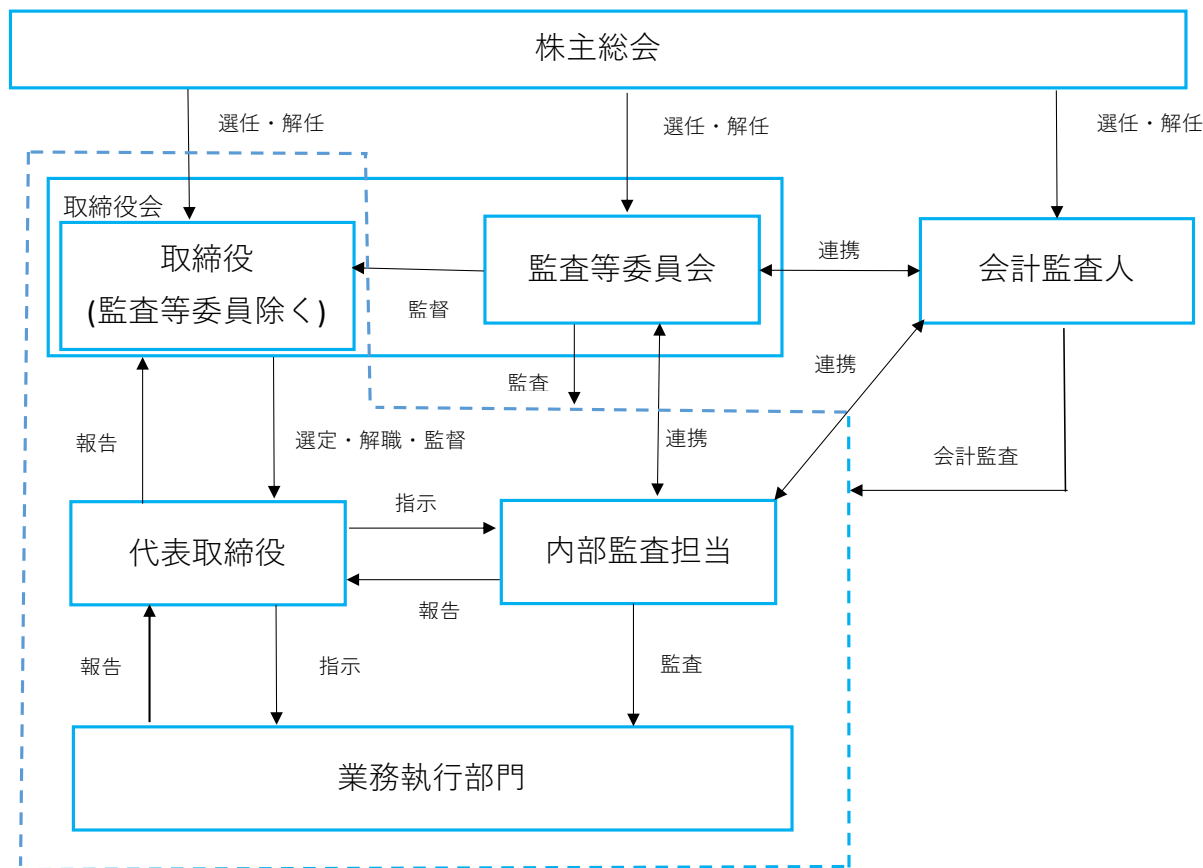 株主総会
選任・解任
選任・解任
選任・解任
取締役会
取締役
(監査等委員除く)
監査等委員会
会計監査人
連携
監督
監査
連携
連携
報告
選定・解職・監督
会計監査
指示
代表取締役
内部監査担当
報告
報告
指示
監査
業務執行部門